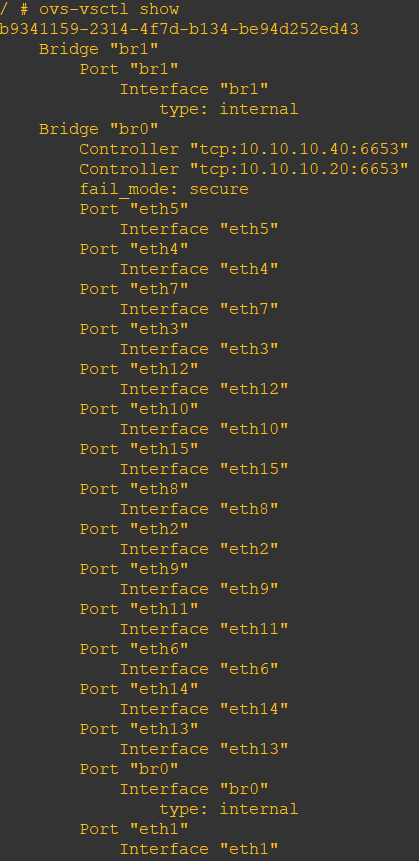 / # ovs-vsctl show
b9341159-2314-4f7d-b134-be94d252ed43
    Bridge "br1"
        Port "br1"
            Interface "br1"
                type: internal
    Bridge "br0"
        Controller "tcp:10.10.10.40:6653"
        Controller "tcp:10.10.10.20:6653"
        fail_mode: secure
        Port "eth5"
            Interface "eth5"
        Port "eth4"
            Interface "eth4"
        Port "eth7"
            Interface "eth7"
        Port "eth3"
            Interface "eth3"
        Port "eth12"
            Interface "eth12"
        Port "eth10"
            Interface "eth10"
        Port "eth15"
            Interface "eth15"
        Port "eth8"
            Interface "eth8"
        Port "eth2"
            Interface "eth2"
        Port "eth9"
            Interface "eth9"
        Port "eth11"
            Interface "eth11"
        Port "eth6"
            Interface "eth6"
        Port "eth14"
            Interface "eth14"
        Port "eth13"
            Interface "eth13"
        Port "br0"
            Interface "br0"
                type: internal
        Port "eth1"
            Interface "eth1"